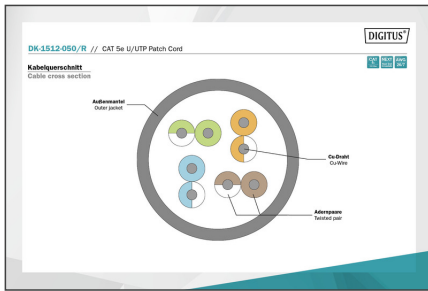 DIGITUS®
DK-1512-050/R // CAT 5e U/UTP Patch Cord
Kabelquerschnitt
Cable cross section
Außenmantel
Outer jacket
Cu-Draht
Cu-Wire
Adernpaare
Twisted pair